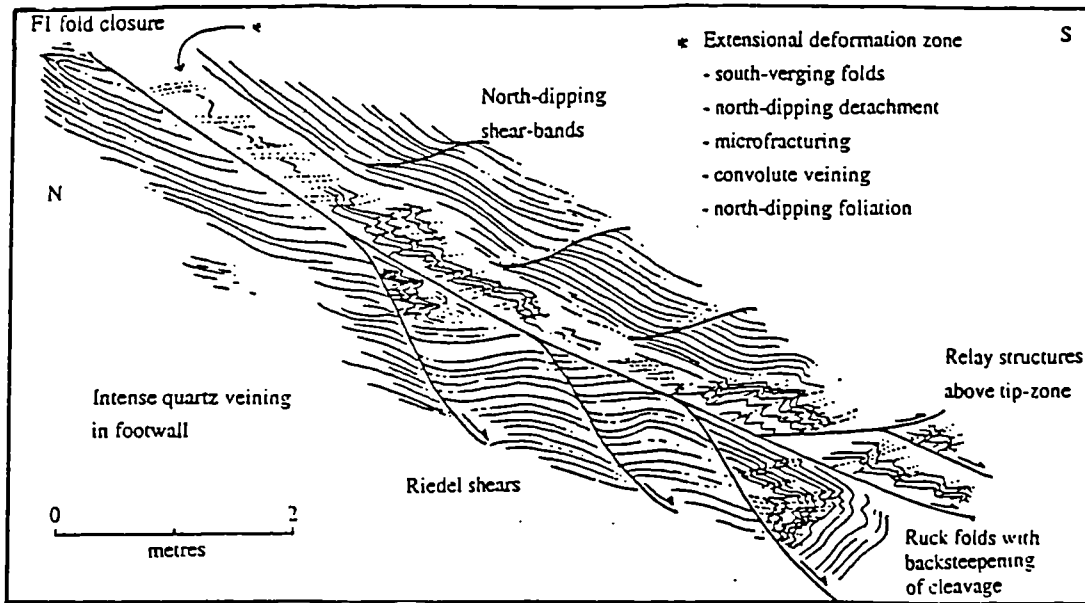 FI fold closure
*
* Extensional deformation zone
- south-verging folds
- north-dipping detachment
- microfracturing
- convolute veining
- north-dipping foliation
S
North-dipping
shear-bands
N
Relay structures
above tip-zone
Intense quartz veining
in footwall
Riedel shears
0 2
metres
Ruck folds with
backsteepening
of cleavage